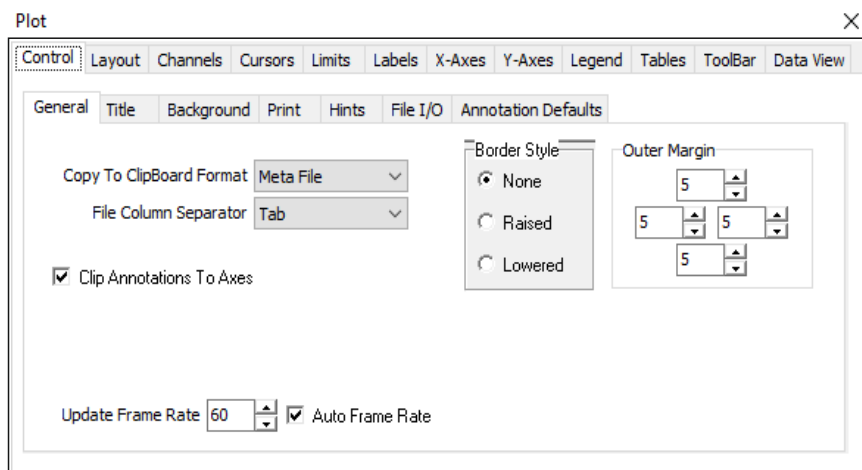 Plot
Control Layout Channels Cursors Limits Labels X-Axes Y-Axes Legend Tables ToolBar Data View
General Title Background Print Hints File I/O Annotation Defaults
Border Style Outer Margin
Copy To ClipBoard Format Meta File None 5
File Column Separator Tab Raised 5 5
Clip Annotations To Axes Lowered 5
Update Frame Rate 60 Auto Frame Rate